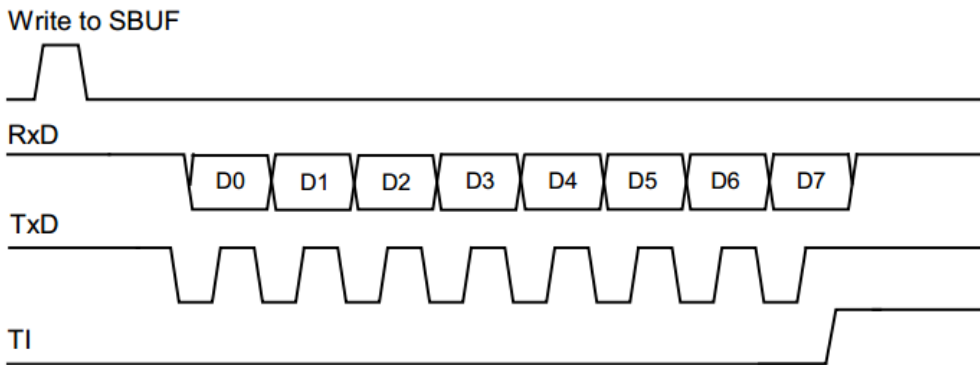 Write to SBUF
RxD
D0 D1 D2 D3 D4 D5 D6 D7
TxD
TI